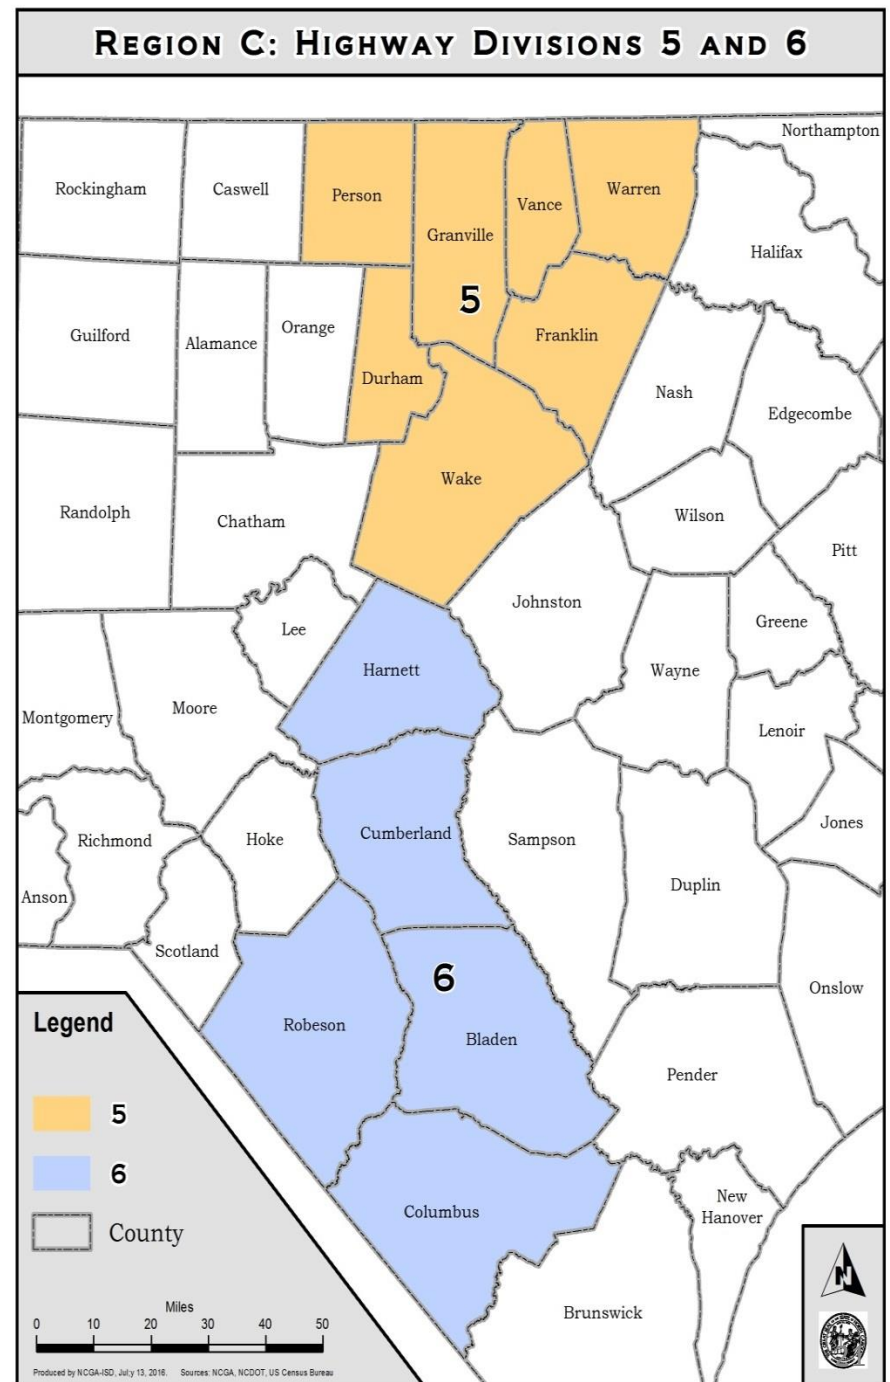 Region C: Highway Divisions 5 and 6
Northampton
Rockingham
Caswell
Person
Granville
Vance
Warren
Halifax
5
Guilford
Alamance
Orange
Durham
Franklin
Nash
Edgecombe
Wake
Randolph
Chatham
Wilson
Pitt
Johnston
Greene
Lee
Harnett
Wayne
Montgomery
Moore
Lenoir
Richmond
Hoke
Cumberland
Sampson
Jones
Duplin
Anson
Scotland
6
Onslow
Robeson
Bladen
Pender
Columbus
New
Hanover
Brunswick
Legend
5
6
County
Miles
0 10 20 30 40 50
Produced by NCGA-ISD, Jul;y 13, 2016. Sources: NCGA, NCDOT, US Census Bureau
N